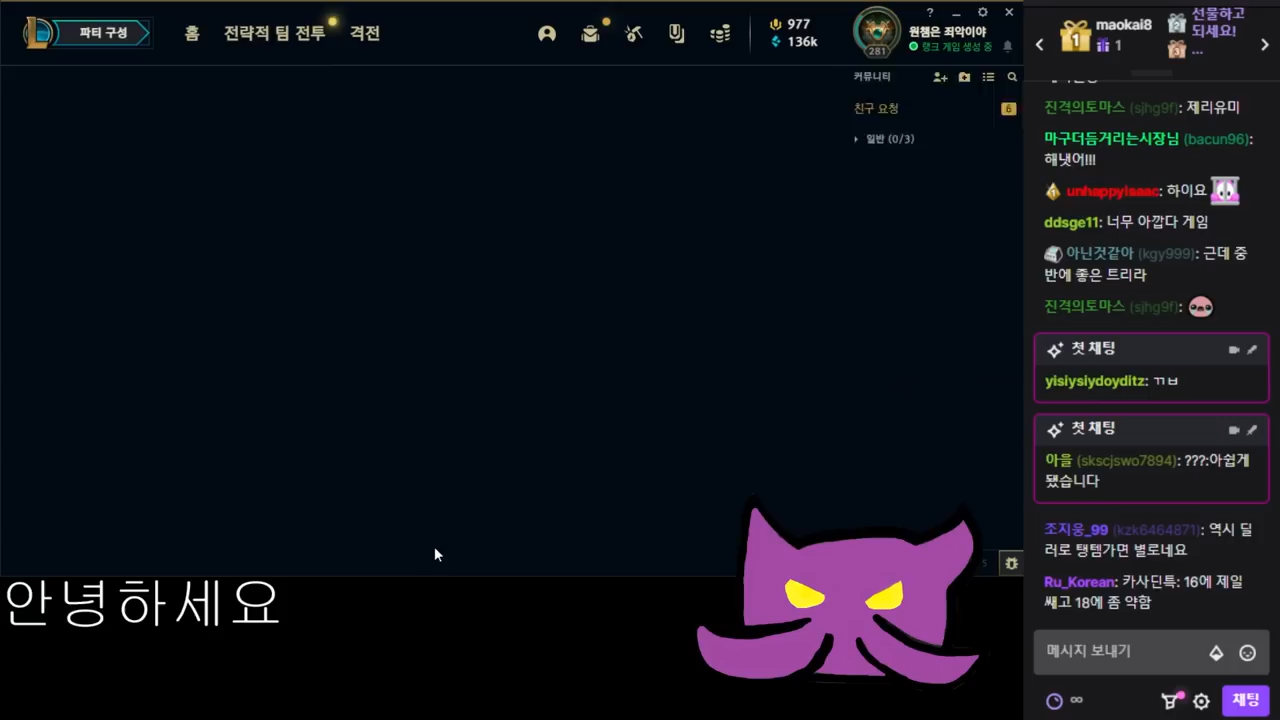 파티 구성
홈
전략적 팀 전투
격전
977
136k
281
원챔은 죄악이야
랭크 게임 생성 중
커뮤니티
친구 요청
6
일반 (0/3)
안녕하세요
5
1
maokai8
1
2
선물하고
되세요!
3
...
진격의토마스 (sjhg9f): 제리유미
마구더듬거리는시장님 (bacun96):
해냇어!!!
unhappyisaac: 하이요
ddsge11: 너무 아깝다 게임
아닌것같아 (kgy999): 근데 중
반에 좋은 트리라
진격의토마스 (sjhg9f):
첫 채팅
yisiysiydoyditz: ㄲㅂ
첫 채팅
아을 (skscjswo7894): ???:아쉽게
됐습니다
조지웅_99 (kzk6464871): 역시 딜
러로 탱템가면 별로네요
Ru_Korean: 카사딘특: 16에 제일
쌔고 18에 좀 약함
메시지 보내기
∞
채팅